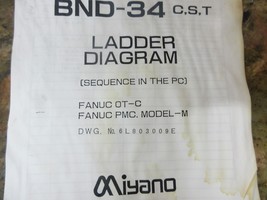 BND-34 C,S,T
LADDER
DIAGRAM
(SEQUENCE IN THE PC)
FANUC OT-C
FANUC PMC. MODEL-M
DWG. No. 6L803009E
Miyano